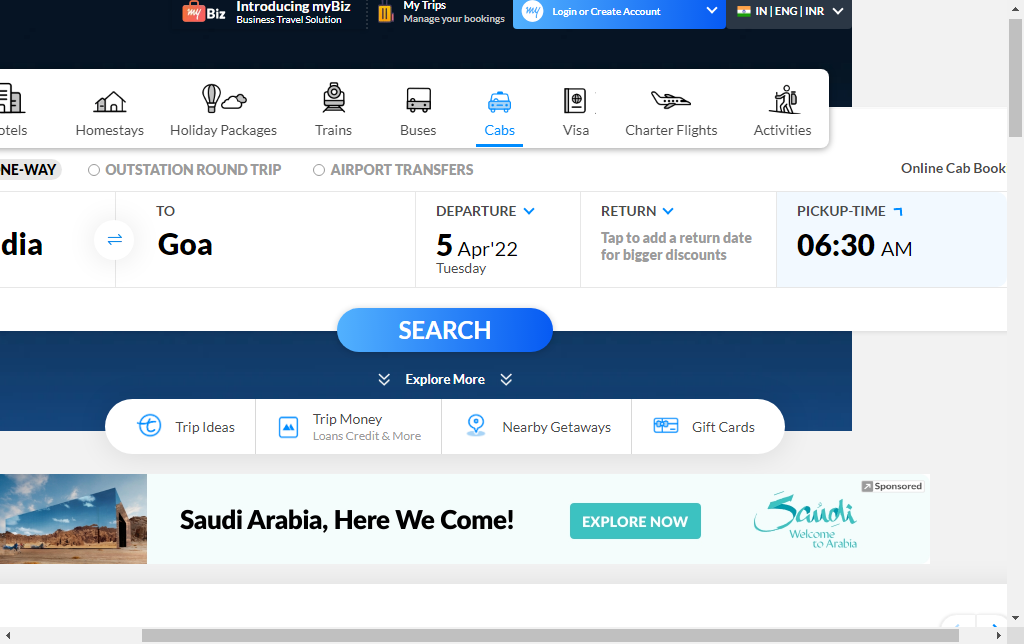 my Biz
Introducing myBiz
Business Travel Solution
My Trips
Manage your bookings
my
Login or Create Account
IN | ENG | INR
otels
Homestays
Holiday Packages
Trains
Buses
Cabs
Visa
Charter Flights
Activities
NE-WAY
OUTSTATION ROUND TRIP
AIRPORT TRANSFERS
Online Cab Book
dia
TO
Goa
DEPARTURE
5 Apr'22
Tuesday
RETURN
Tap to add a return date
for bigger discounts
PICKUP-TIME
06:30 AM
SEARCH
Explore More
Trip Ideas
Trip Money
Loans Credit & More
Nearby Getaways
Gift Cards
Saudi Arabia, Here We Come!
EXPLORE NOW
Sponsored
Saudi
Welcome
to Arabia